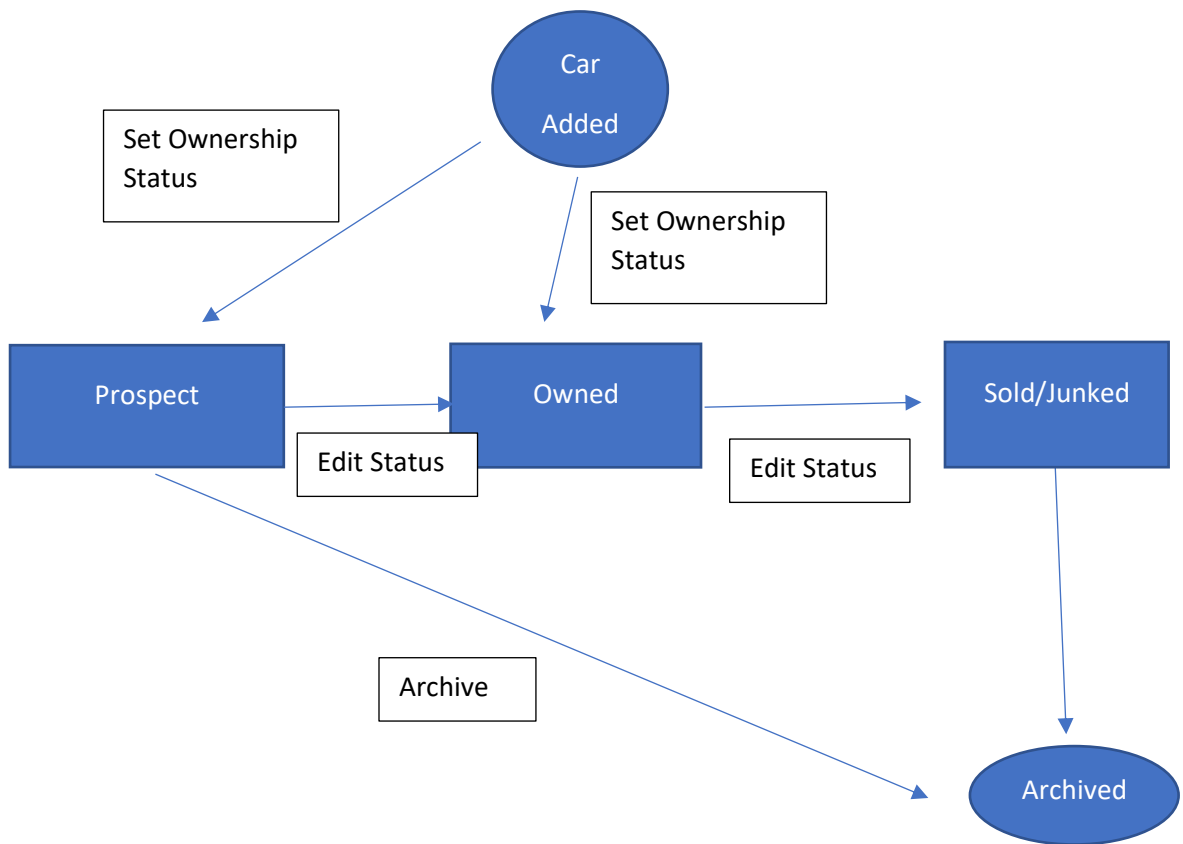 Car
Added
Set Ownership
Status
Set Ownership
Status
Prospect
Owned
Sold/Junked
Edit Status
Edit Status
Archive
Archived